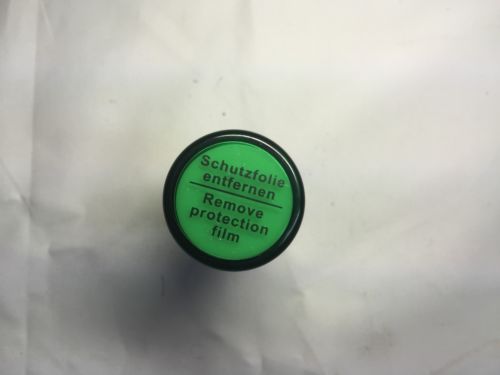 Schutzfolie
entfernen
Remove
protection
film